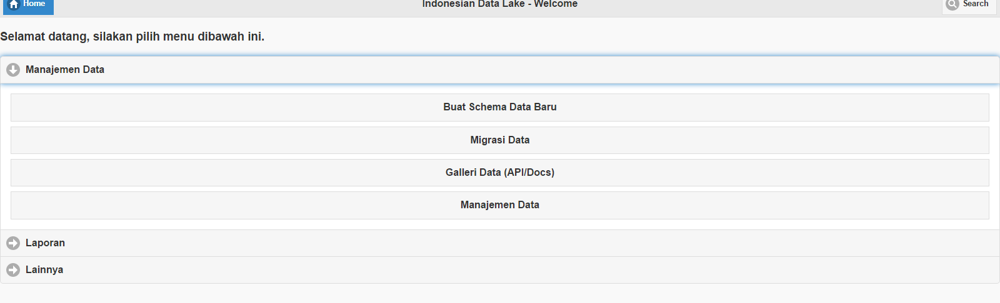 Home
Indonesian Data Lake - Welcome
Search
Selamat datang, silakan pilih menu dibawah ini.
Manajemen Data
Buat Schema Data Baru
Migrasi Data
Galleri Data (API/Docs)
Manajemen Data
Laporan
Lainnya